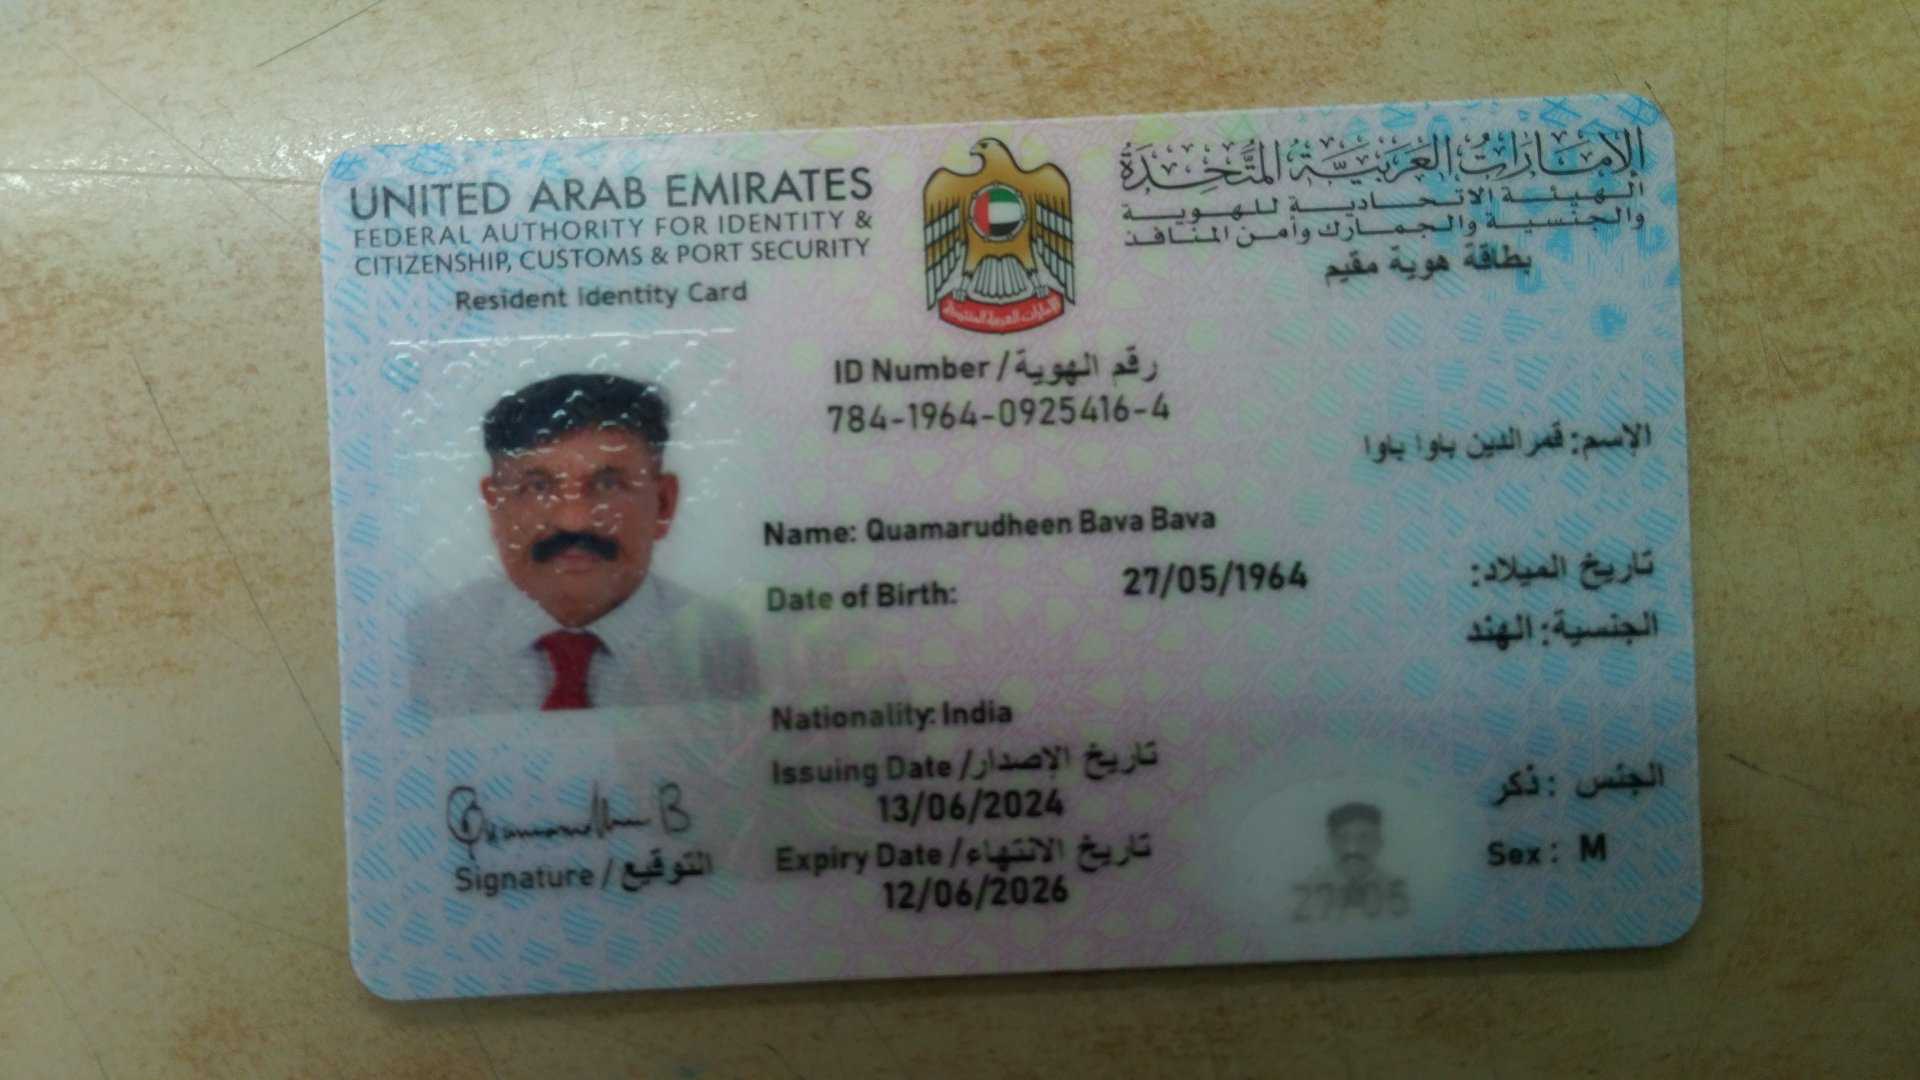 UNITED ARAB EMIRATES
FEDERAL AUTHORITY FOR IDENTITY &
CITIZENSHIP, CUSTOMS & PORT SECURITY
Resident Identity Card
الإمارات العربية المتحدة
الهيئة الاتحادية للهوية
والجنسية والجمارك وأمن المنافذ
بطاقة هوية مقيم
الإمارات العربية المتحدة
ID Number / رقم الهوية
784-1964-0925416-4
الإسم: قمرالدين باوا باوا
Name: Quamarudheen Bava Bava
Date of Birth: 27/05/1964 تاريخ الميلاد:
الجنسية: الهند
Nationality: India
Issuing Date / تاريخ الإصدار
13/06/2024
Expiry Date / تاريخ الانتهاء
12/06/2026
الجنس : ذكر
Sex : M
Signature / التوقيع